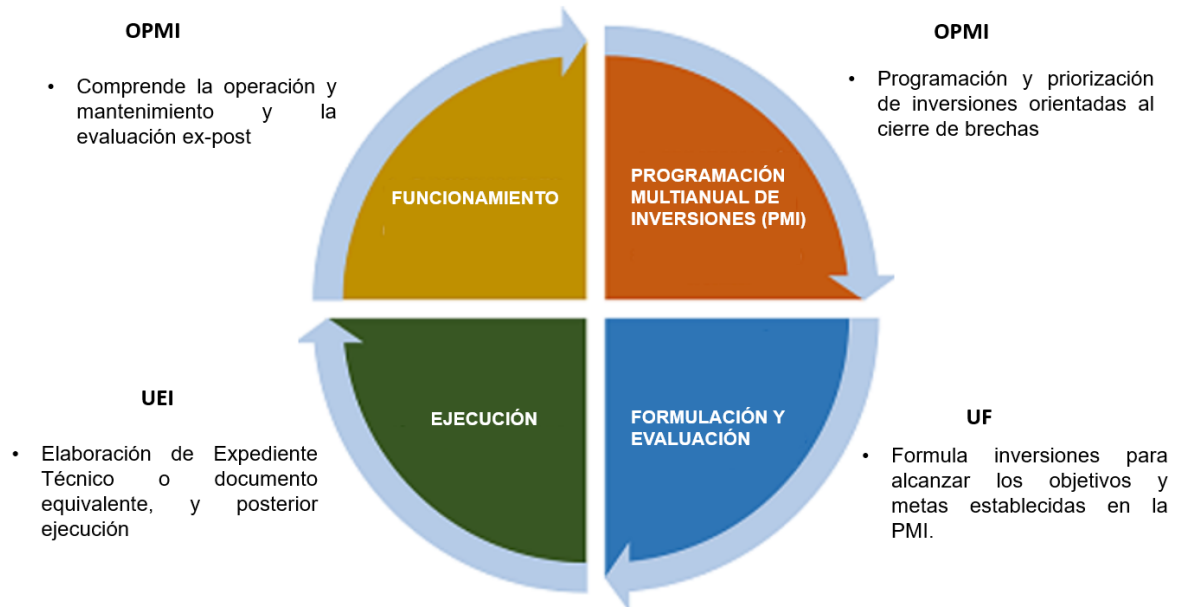 OPMI
• Comprende la operación y
mantenimiento y la
evaluación ex-post
OPMI
• Programación y priorización
de inversiones orientadas al
cierre de brechas
FUNCIONAMIENTO
PROGRAMACIÓN
MULTIANUAL DE
INVERSIONES (PMI)
UEI
• Elaboración de Expediente
Técnico o documento
equivalente, y posterior
ejecución
EJECUCIÓN
FORMULACIÓN Y
EVALUACIÓN
UF
• Formula inversiones para
alcanzar los objetivos y
metas establecidas en la
PMI.